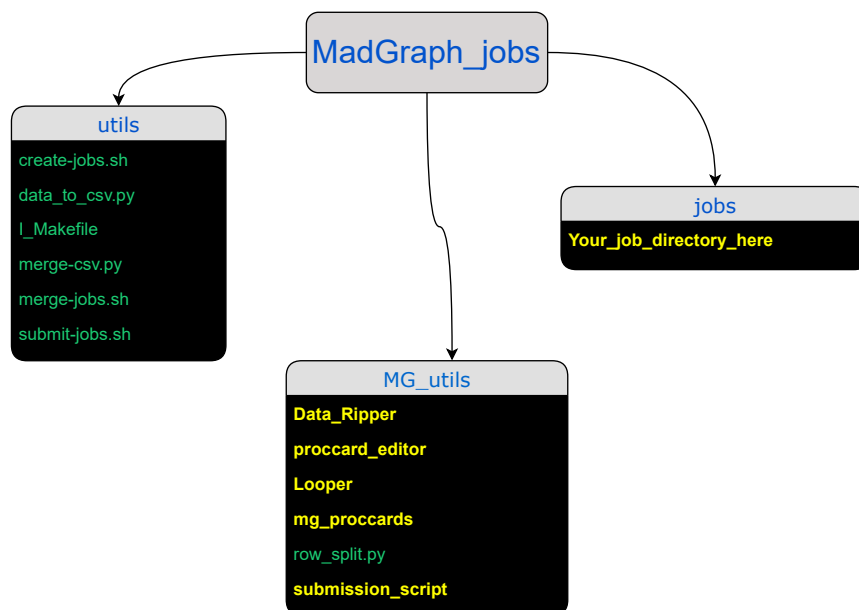 MadGraph_jobs
utils
create-jobs.sh
data_to_csv.py
I_Makefile
merge-csv.py
merge-jobs.sh
submit-jobs.sh
jobs
Your_job_directory_here
MG_utils
Data_Ripper
proccard_editor
Looper
mg_proccards
row_split.py
submission_script